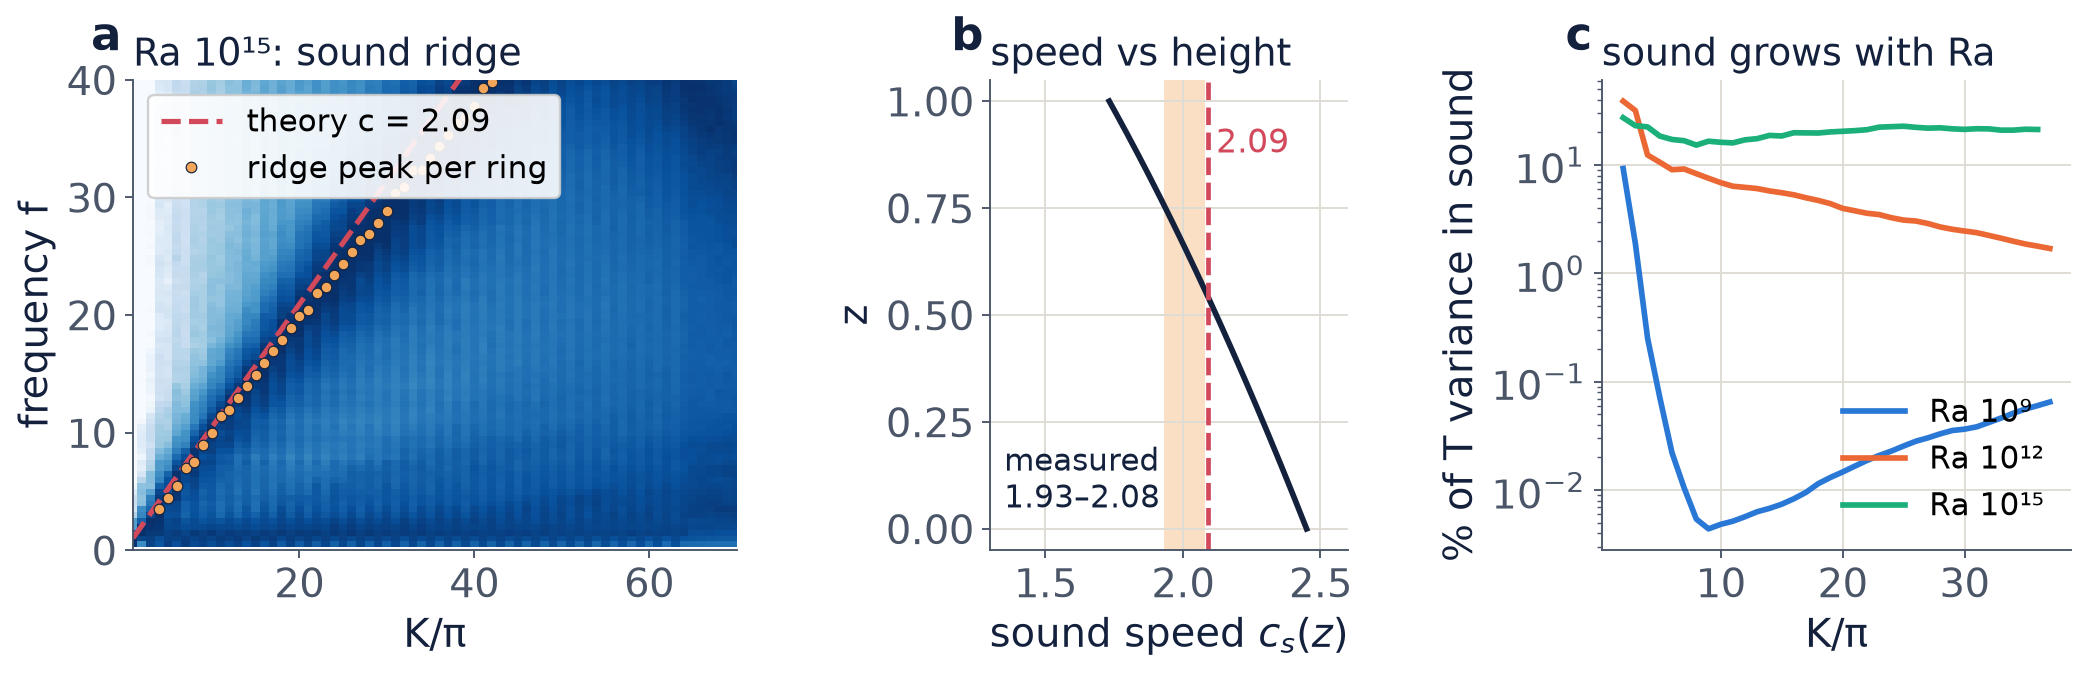 a
Ra 10¹⁵: sound ridge
40
30
20
10
0
frequency f
theory c = 2.09
ridge peak per ring
20 40 60
K/π
b
speed vs height
1.00
0.75
0.50
0.25
0.00
z
2.09
measured
1.93–2.08
1.5 2.0 2.5
sound speed cₛ(z)
c
sound grows with Ra
% of T variance in sound
10¹
10⁰
10⁻¹
10⁻²
Ra 10⁹
Ra 10¹²
Ra 10¹⁵
10 20 30
K/π